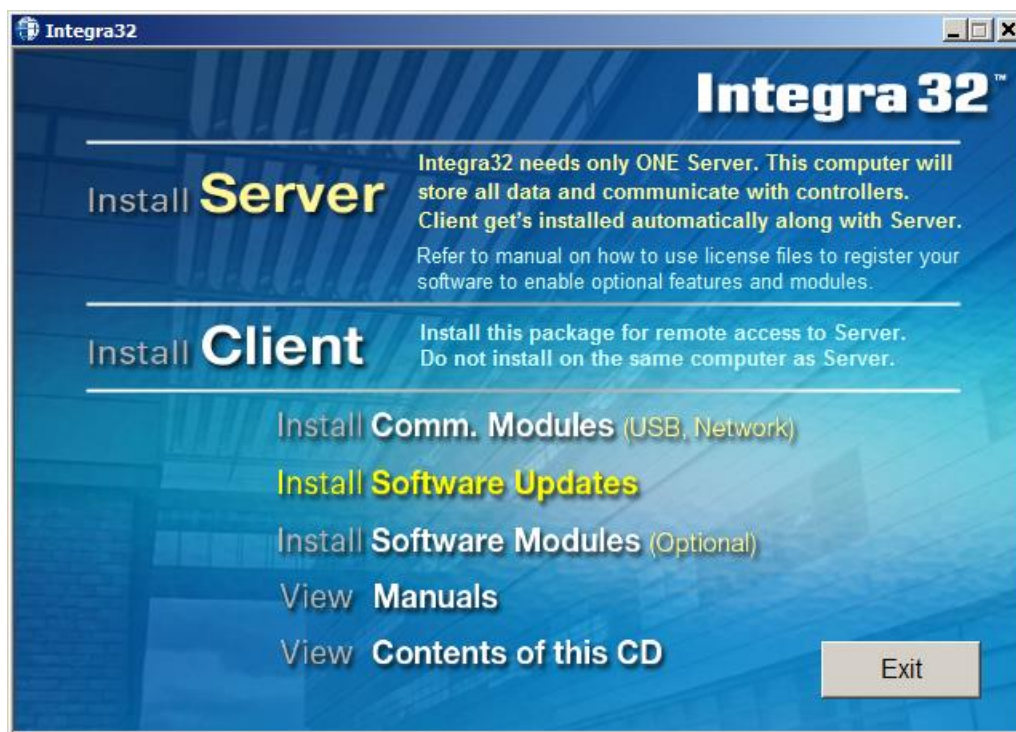 Integra32
Integra 32™
Install Server
Integra32 needs only ONE Server. This computer will
store all data and communicate with controllers.
Client get's installed automatically along with Server.
Refer to manual on how to use license files to register your
software to enable optional features and modules.
Install Client
Install this package for remote access to Server.
Do not install on the same computer as Server.
Install Comm. Modules (USB, Network)
Install Software Updates
Install Software Modules (Optional)
View Manuals
View Contents of this CD
Exit